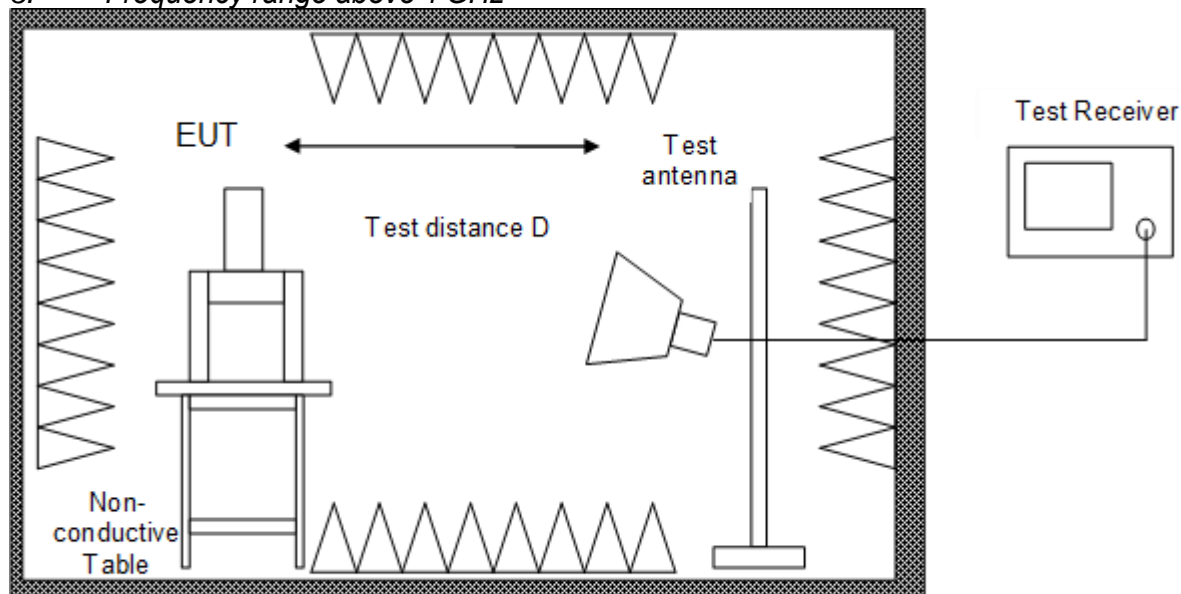 Frequency range above 1 GHz
EUT
Test
antenna
Test distance D
Test Receiver
Non-
conductive
Table